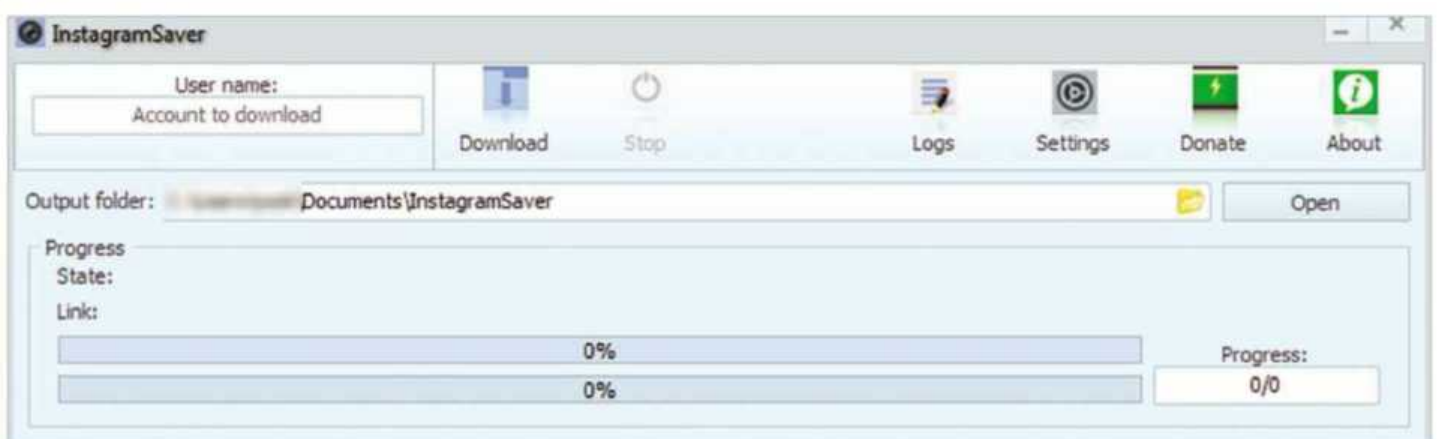 InstagramSaver
User name:
Account to download
Download
Stop
Logs
Settings
Donate
About
Output folder: Documents\InstagramSaver
Open
Progress
State:
Link:
0%
Progress:
0%
0/0